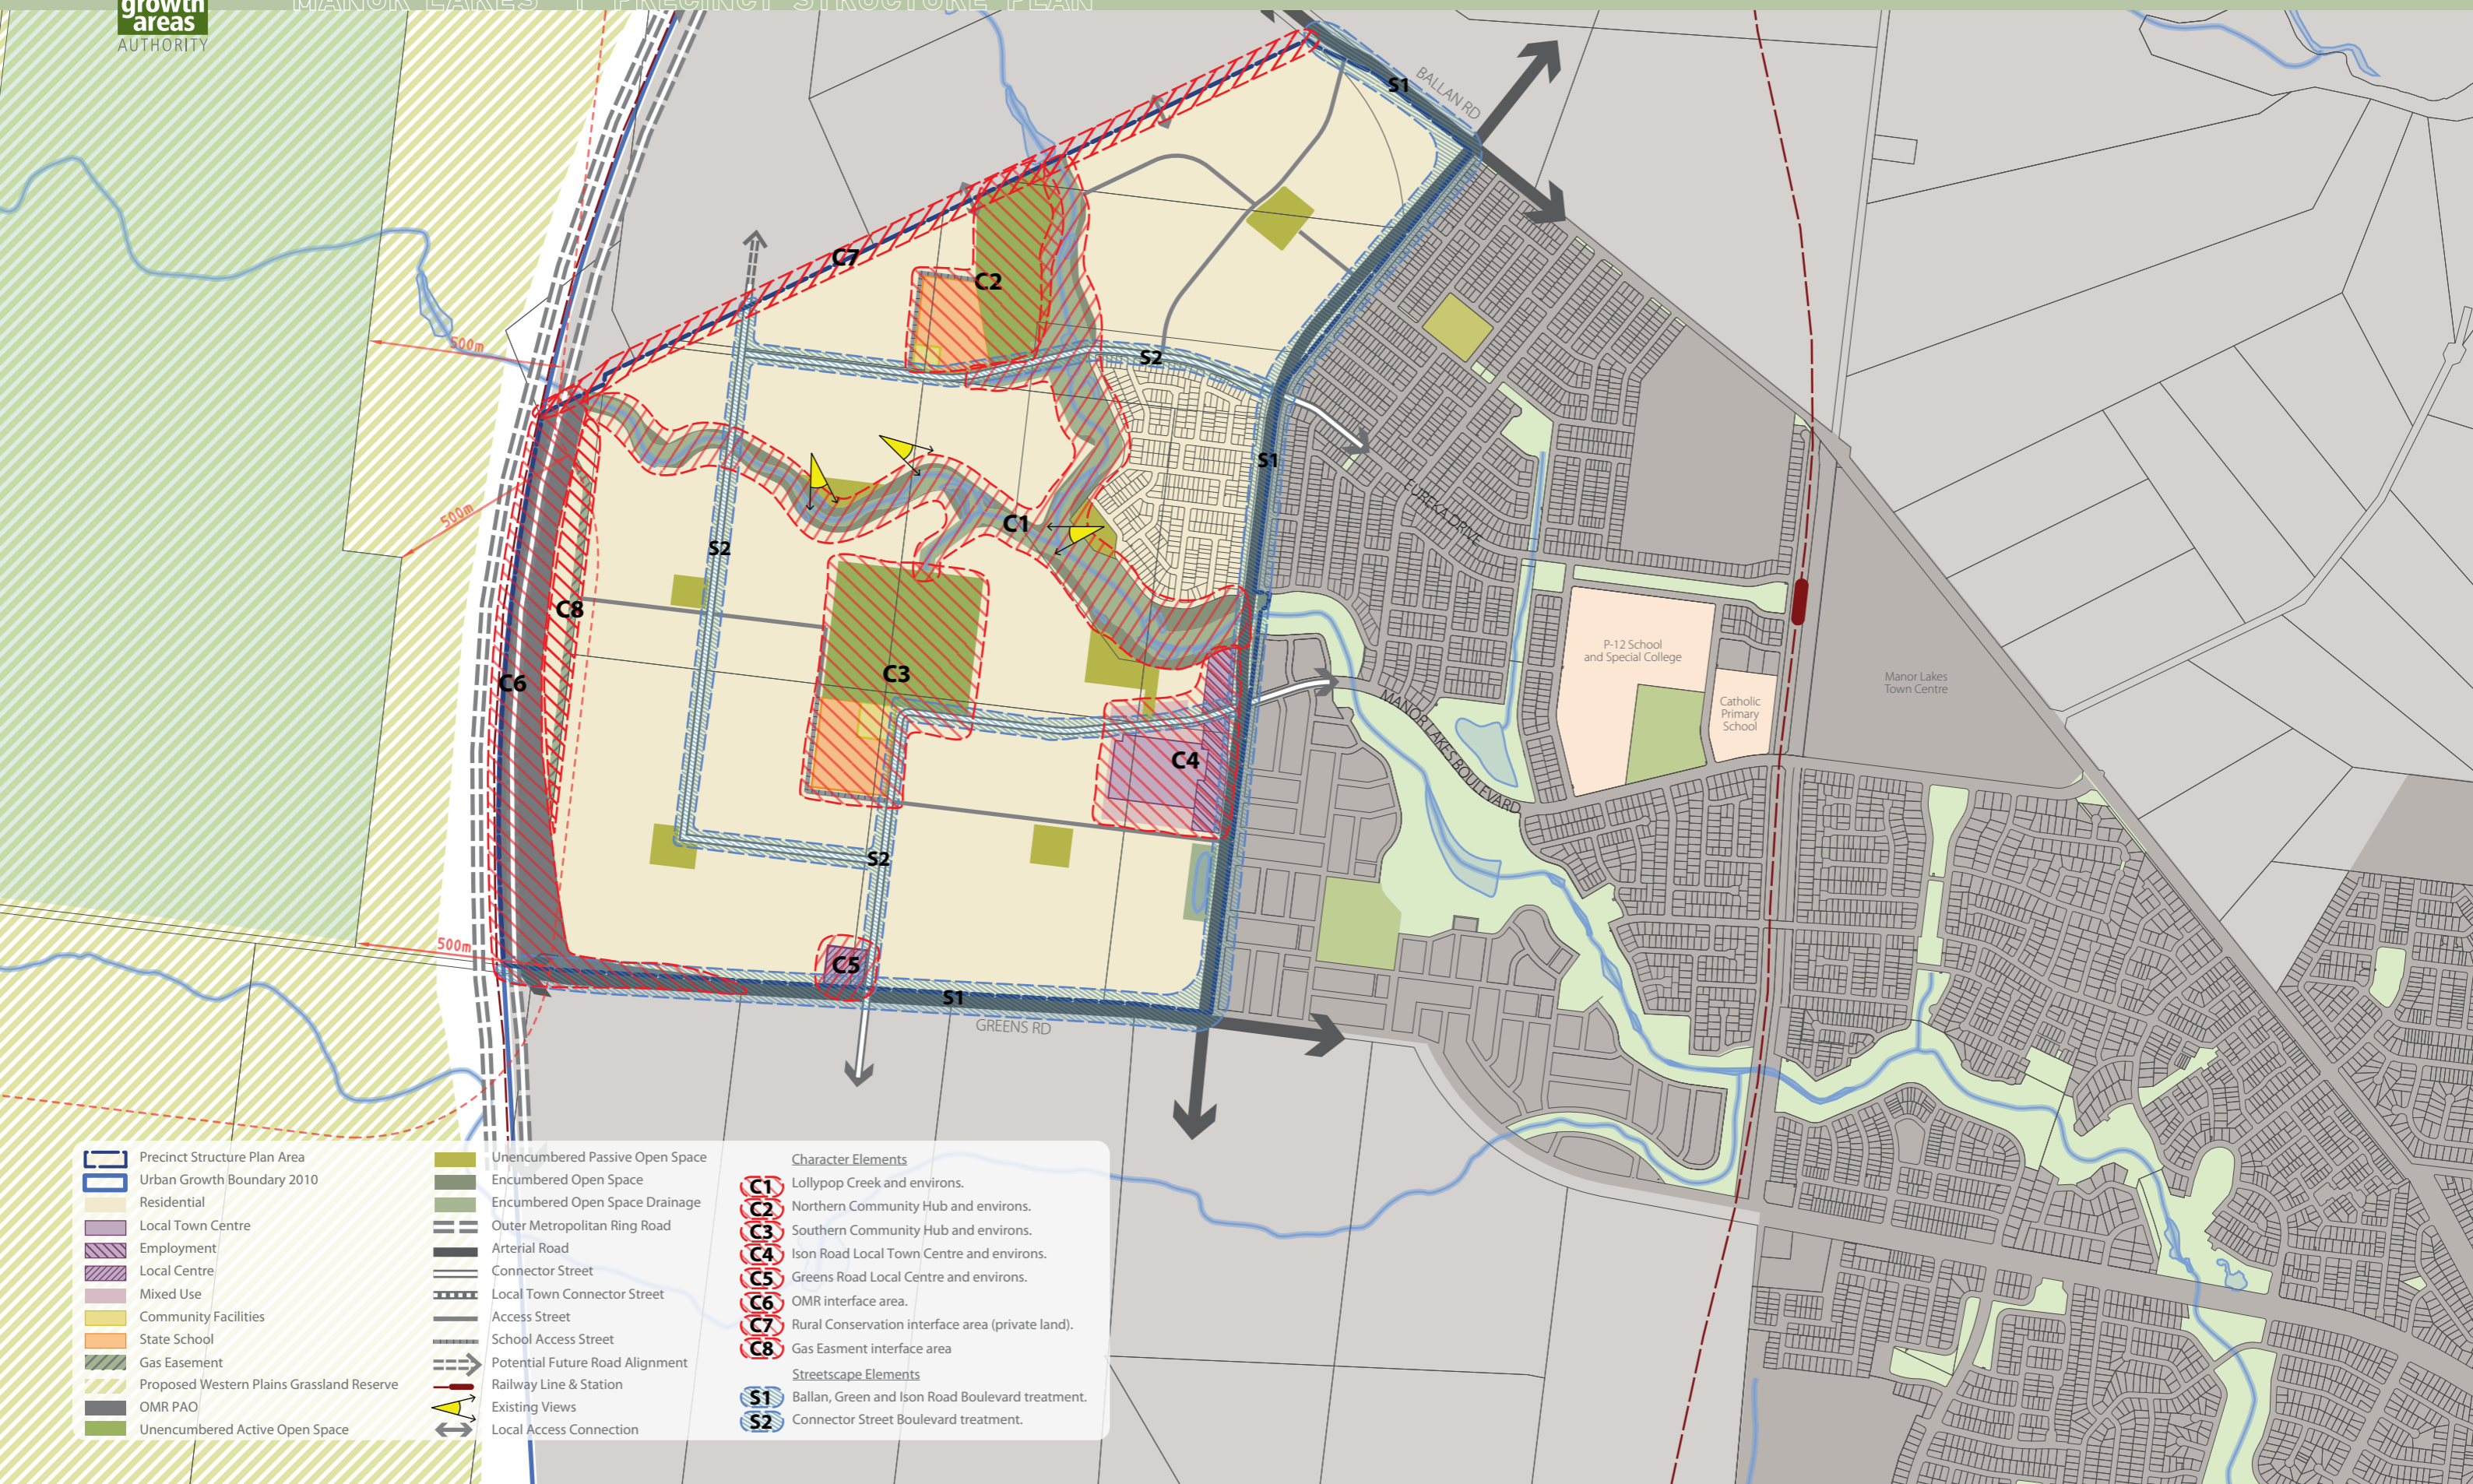 MANOR LAKES | PRECINCT STRUCTURE PLAN
growth
areas
AUTHORITY
S1
BALLAN RD
C7
C2
500m
S2
S1
EUREKA DRIVE
500m
C1
S2
C8
P-12 School
and Special College
C3
C6
Manor Lakes
Town Centre
MANOR LAKES BOULEVARD
Catholic
Primary
School
C4
S2
500m
C5
S1
GREENS RD
Precinct Structure Plan Area
Urban Growth Boundary 2010
Residential
Local Town Centre
Employment
Local Centre
Mixed Use
Community Facilities
State School
Gas Easement
Proposed Western Plains Grassland Reserve
OMR PAO
Unencumbered Active Open Space
Unencumbered Passive Open Space
Encumbered Open Space
Encumbered Open Space Drainage
Outer Metropolitan Ring Road
Arterial Road
Connector Street
Local Town Connector Street
Access Street
School Access Street
Potential Future Road Alignment
Railway Line & Station
Existing Views
Local Access Connection
Character Elements
C1 Lollypop Creek and environs.
C2 Northern Community Hub and environs.
C3 Southern Community Hub and environs.
C4 Ison Road Local Town Centre and environs.
C5 Greens Road Local Centre and environs.
C6 OMR interface area.
C7 Rural Conservation interface area (private land).
C8 Gas Easment interface area
Streetscape Elements
S1 Ballan, Green and Ison Road Boulevard treatment.
S2 Connector Street Boulevard treatment.